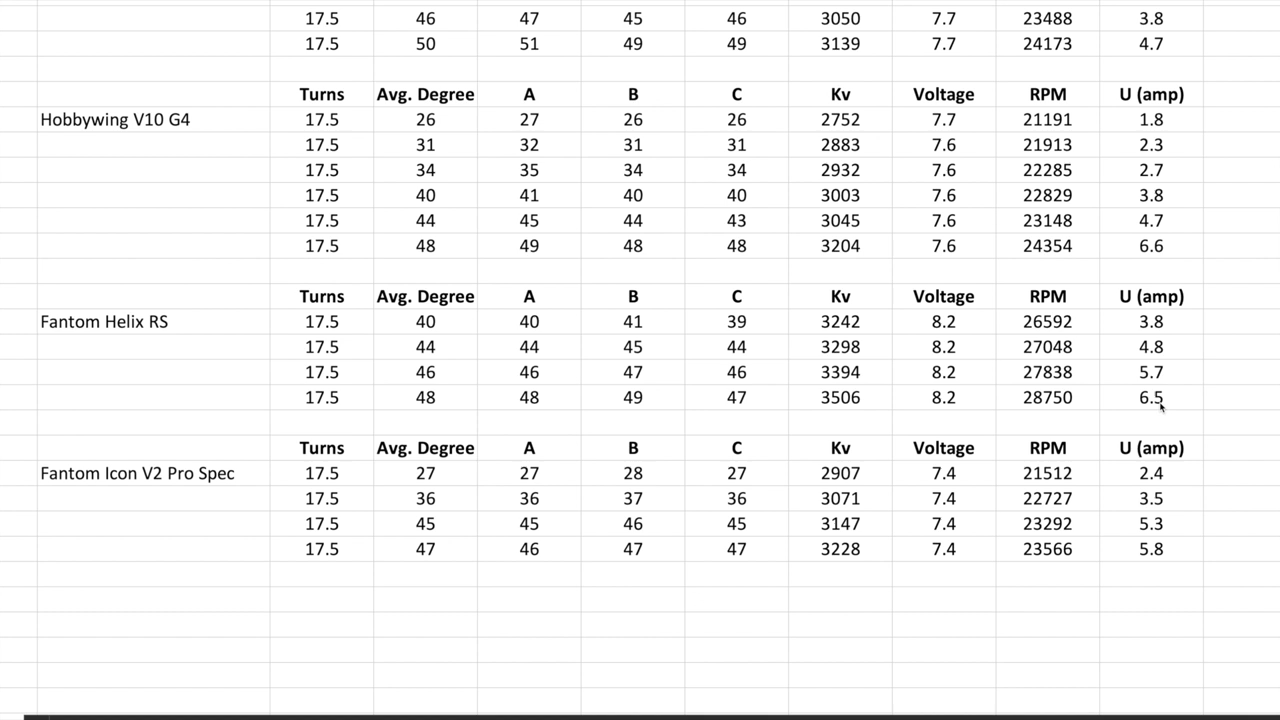 17.5 46 47 45 46 3050 7.7 23488 3.8
17.5 50 51 49 49 3139 7.7 24173 4.7
Turns Avg. Degree A B C Kv Voltage RPM U (amp)
Hobbywing V10 G4 17.5 26 27 26 26 2752 7.7 21191 1.8
17.5 31 32 31 31 2883 7.6 21913 2.3
17.5 34 35 34 34 2932 7.6 22285 2.7
17.5 40 41 40 40 3003 7.6 22829 3.8
17.5 44 45 44 43 3045 7.6 23148 4.7
17.5 48 49 48 48 3204 7.6 24354 6.6
Turns Avg. Degree A B C Kv Voltage RPM U (amp)
Fantom Helix RS 17.5 40 40 41 39 3242 8.2 26592 3.8
17.5 44 44 45 44 3298 8.2 27048 4.8
17.5 46 46 47 46 3394 8.2 27838 5.7
17.5 48 48 49 47 3506 8.2 28750 6.5
Turns Avg. Degree A B C Kv Voltage RPM U (amp)
Fantom Icon V2 Pro Spec 17.5 27 27 28 27 2907 7.4 21512 2.4
17.5 36 36 37 36 3071 7.4 22727 3.5
17.5 45 45 46 45 3147 7.4 23292 5.3
17.5 47 46 47 47 3228 7.4 23566 5.8